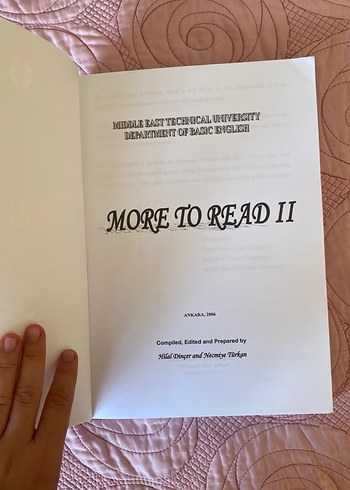 MIDDLE EAST TECHNICAL UNIVERSITY
DEPARTMENT OF BASIC ENGLISH
MORE TO READ II
ANKARA, 2006
Compiled, Edited and Prepared by
Hilal Dinçer and Necmiye Türkan